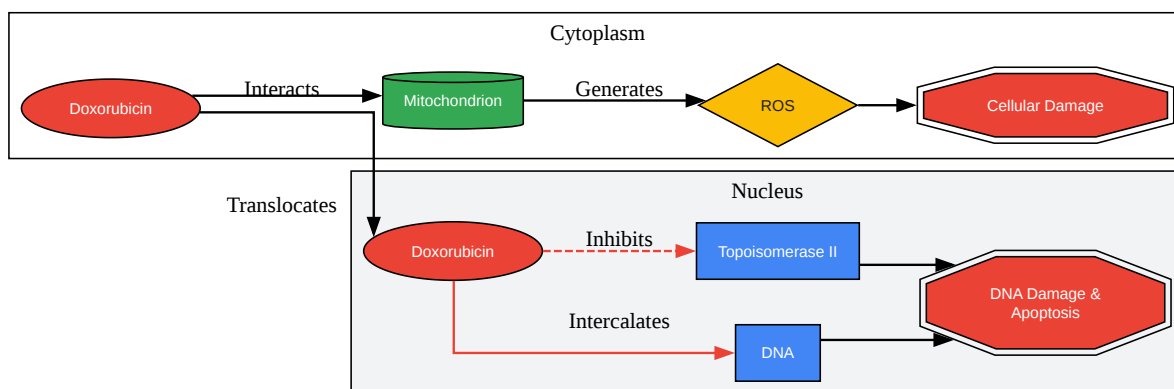 Cytoplasm
Doxorubicin
Interacts
Mitochondrion
Generates
ROS
Cellular Damage
Translocates
Nucleus
Doxorubicin
Inhibits
Topoisomerase II
Intercalates
DNA
DNA Damage &
Apoptosis